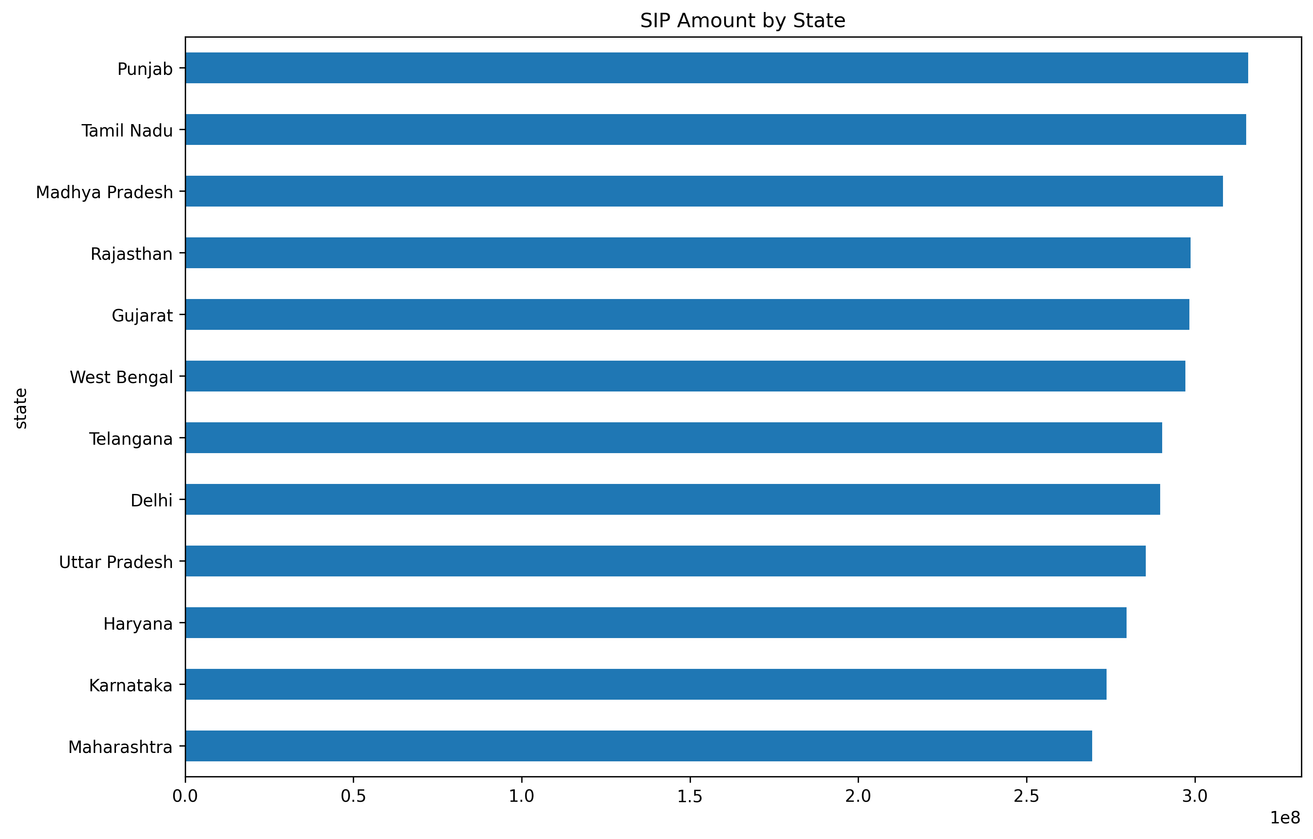 SIP Amount by State
Punjab
Tamil Nadu
Madhya Pradesh
Rajasthan
Gujarat
West Bengal
Telangana
Delhi
Uttar Pradesh
Haryana
Karnataka
Maharashtra
state
0.0 0.5 1.0 1.5 2.0 2.5 3.0
1e8